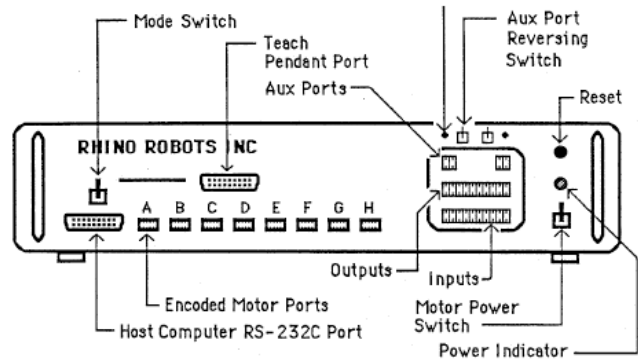 Mode Switch
Teach
Pendant Port
Aux Ports
Aux Port
Reversing
Switch
Reset
RHINO ROBOTS INC
A B C D E F G H
Outputs
Inputs
Encoded Motor Ports
Host Computer RS-232C Port
Motor Power
Switch
Power Indicator